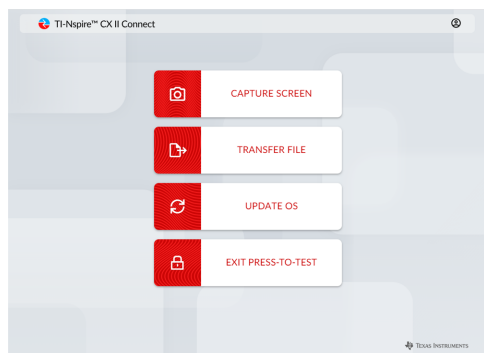 TI-Nspire™ CX II Connect
CAPTURE SCREEN
TRANSFER FILE
UPDATE OS
EXIT PRESS-TO-TEST
TEXAS INSTRUMENTS